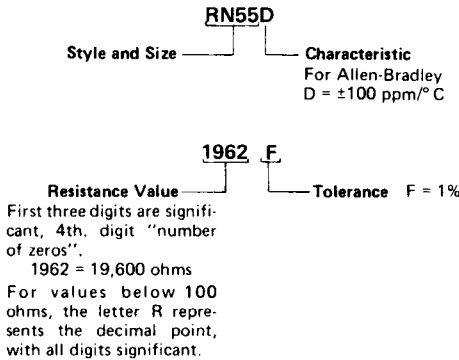 RN55D
Style and Size
Characteristic
For Allen-Bradley
D = ±100 ppm/° C
1962 F
Resistance Value
Tolerance F = 1%
First three digits are signifi-
cant, 4th. digit "number
of zeros".
1962 = 19,600 ohms
For values below 100
ohms, the letter R repre-
sents the decimal point,
with all digits significant.